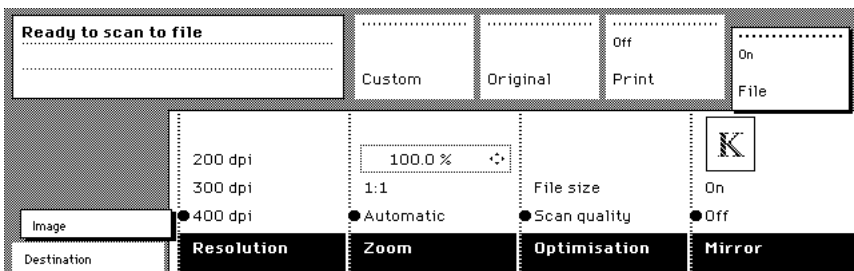 Ready to scan to file
Custom
Original
Off
Print
On
File
200 dpi
300 dpi
400 dpi
Resolution
100.0 %
1:1
Automatic
Zoom
File size
Scan quality
Optimisation
K
On
Off
Mirror
Image
Destination